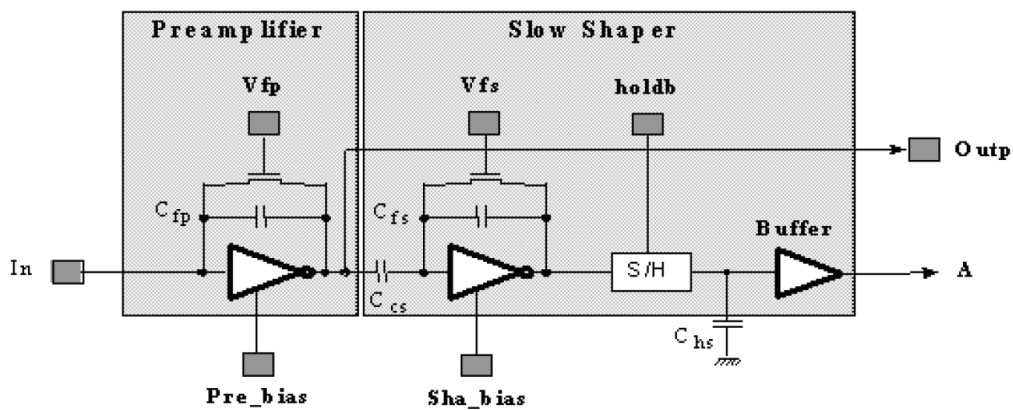 Preamplifier
Slow Shaper
Vfp
Vfs
holdb
Outp
Cfp
Cfs
Buffer
In
S/H
A
Ccs
Chs
Pre_bias
Sha_bias